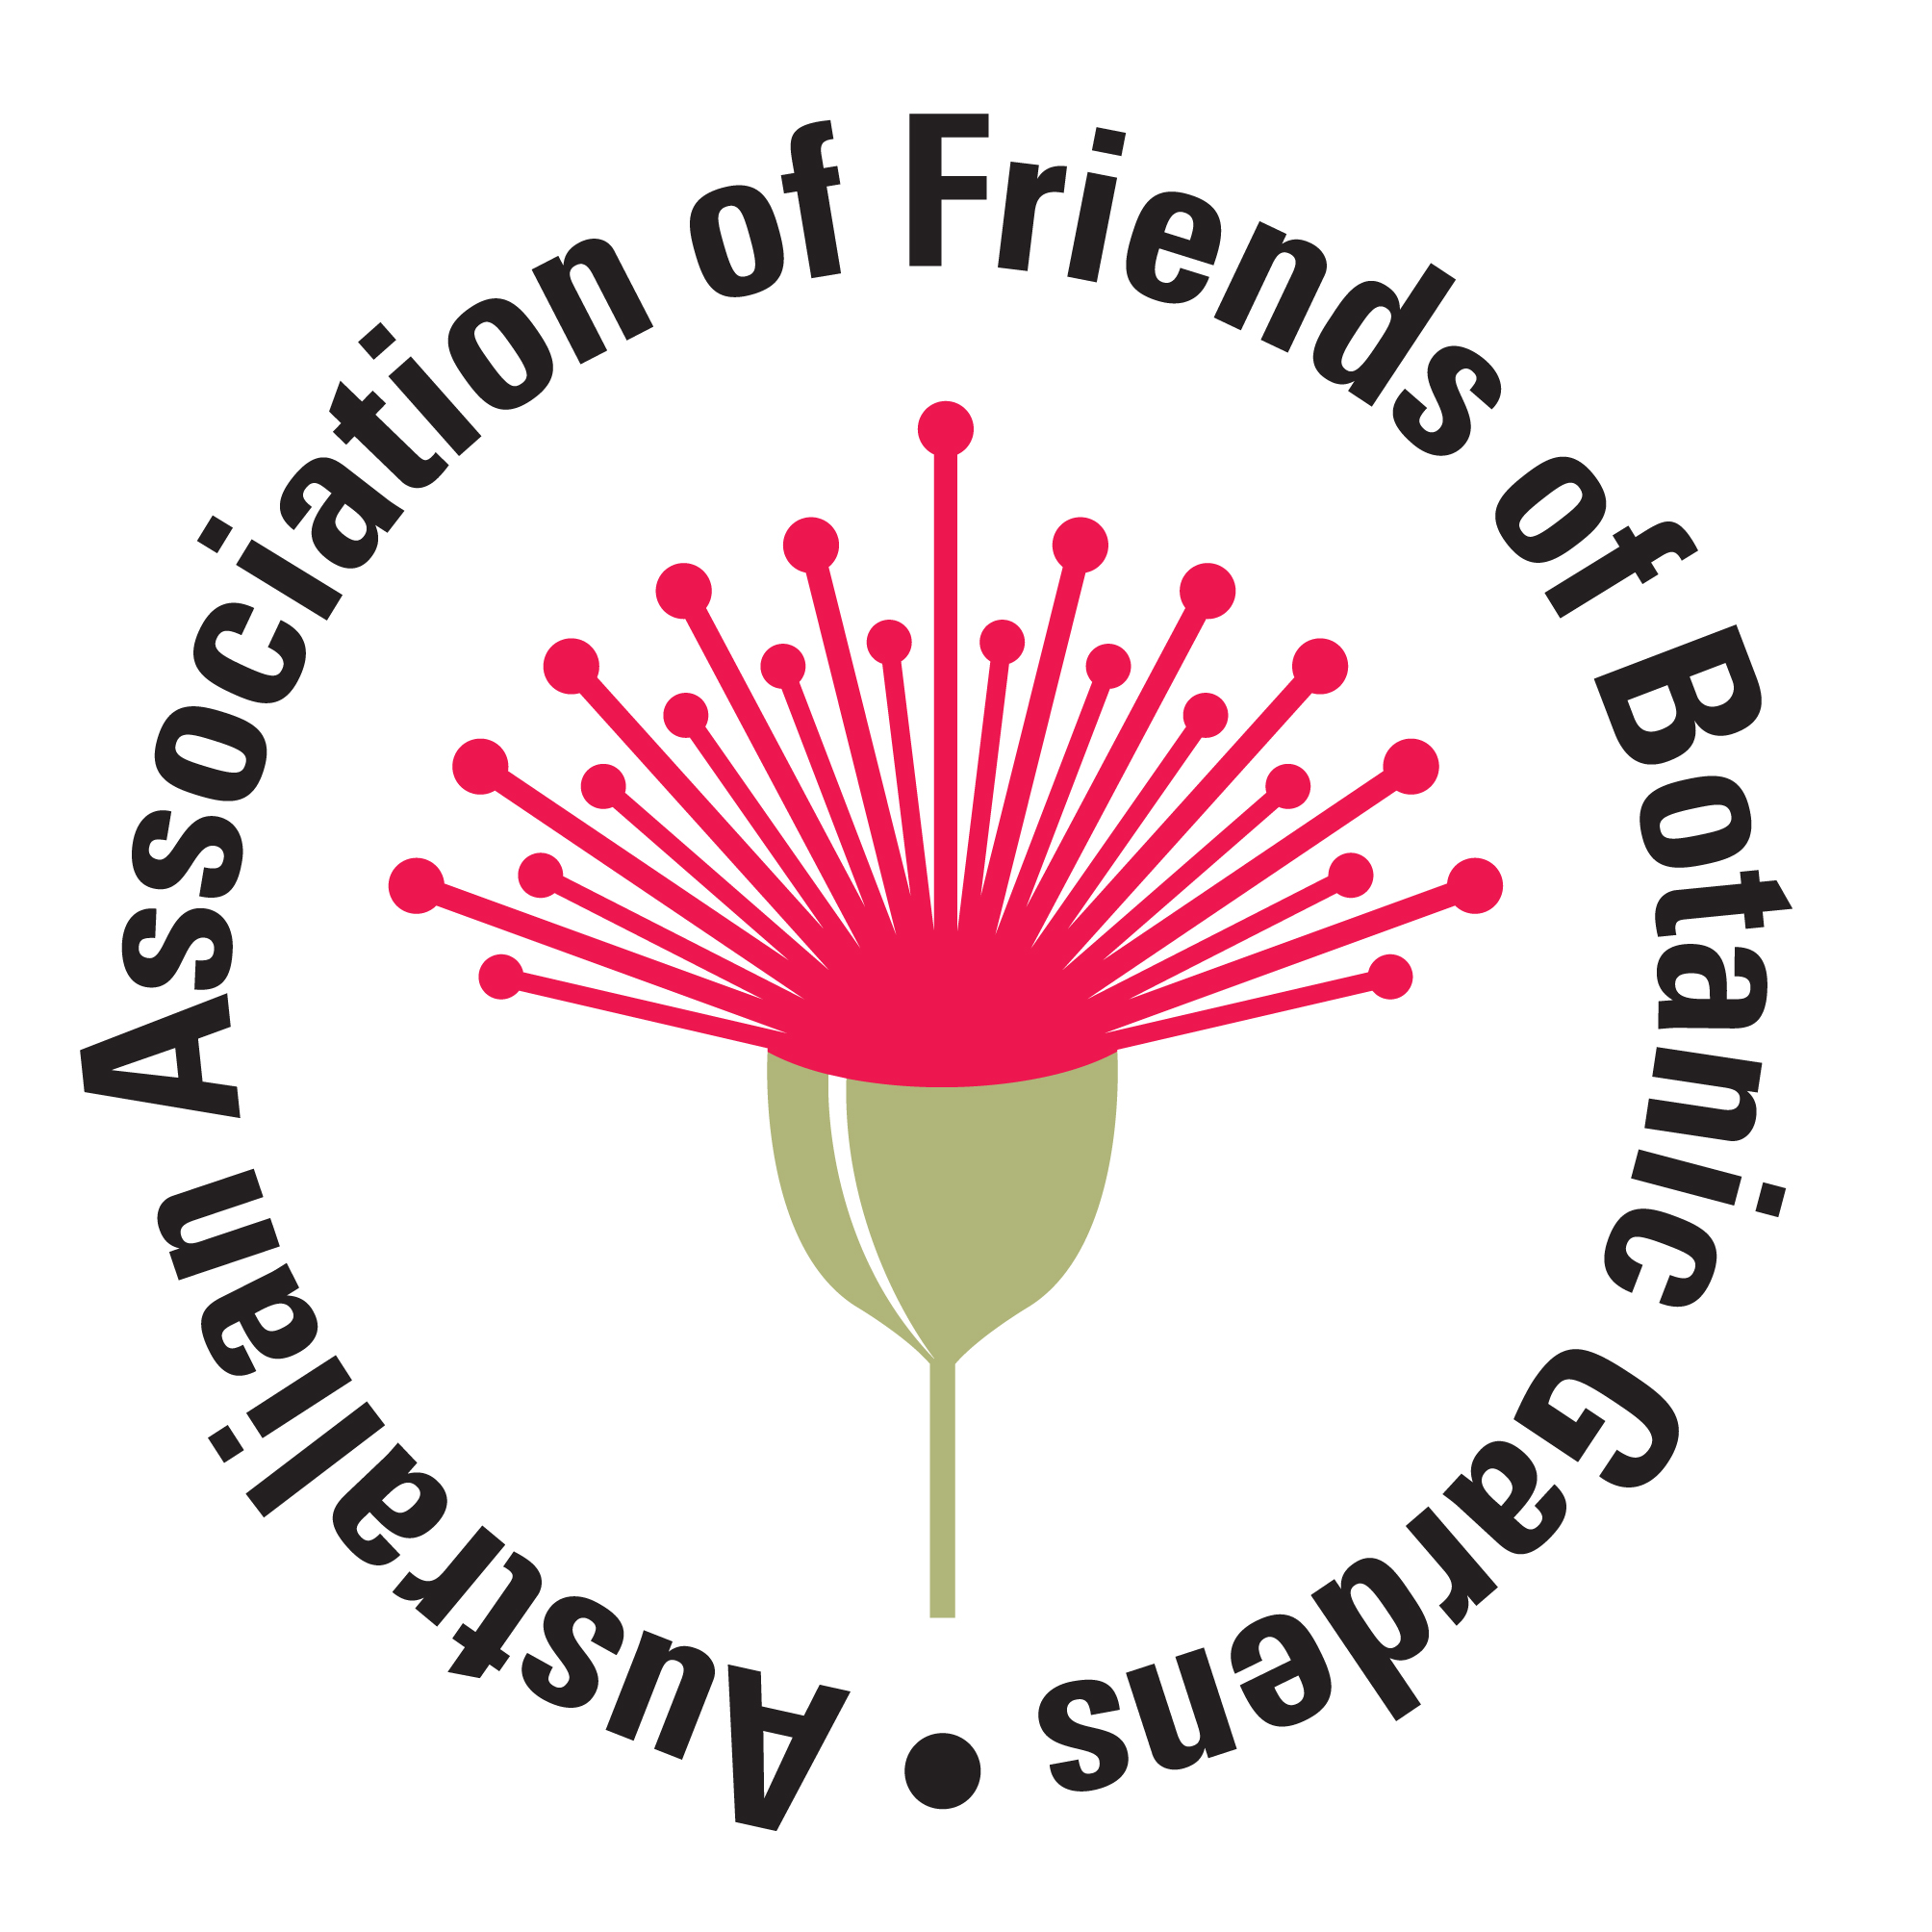 Australian Association of Friends of Botanic Gardens •